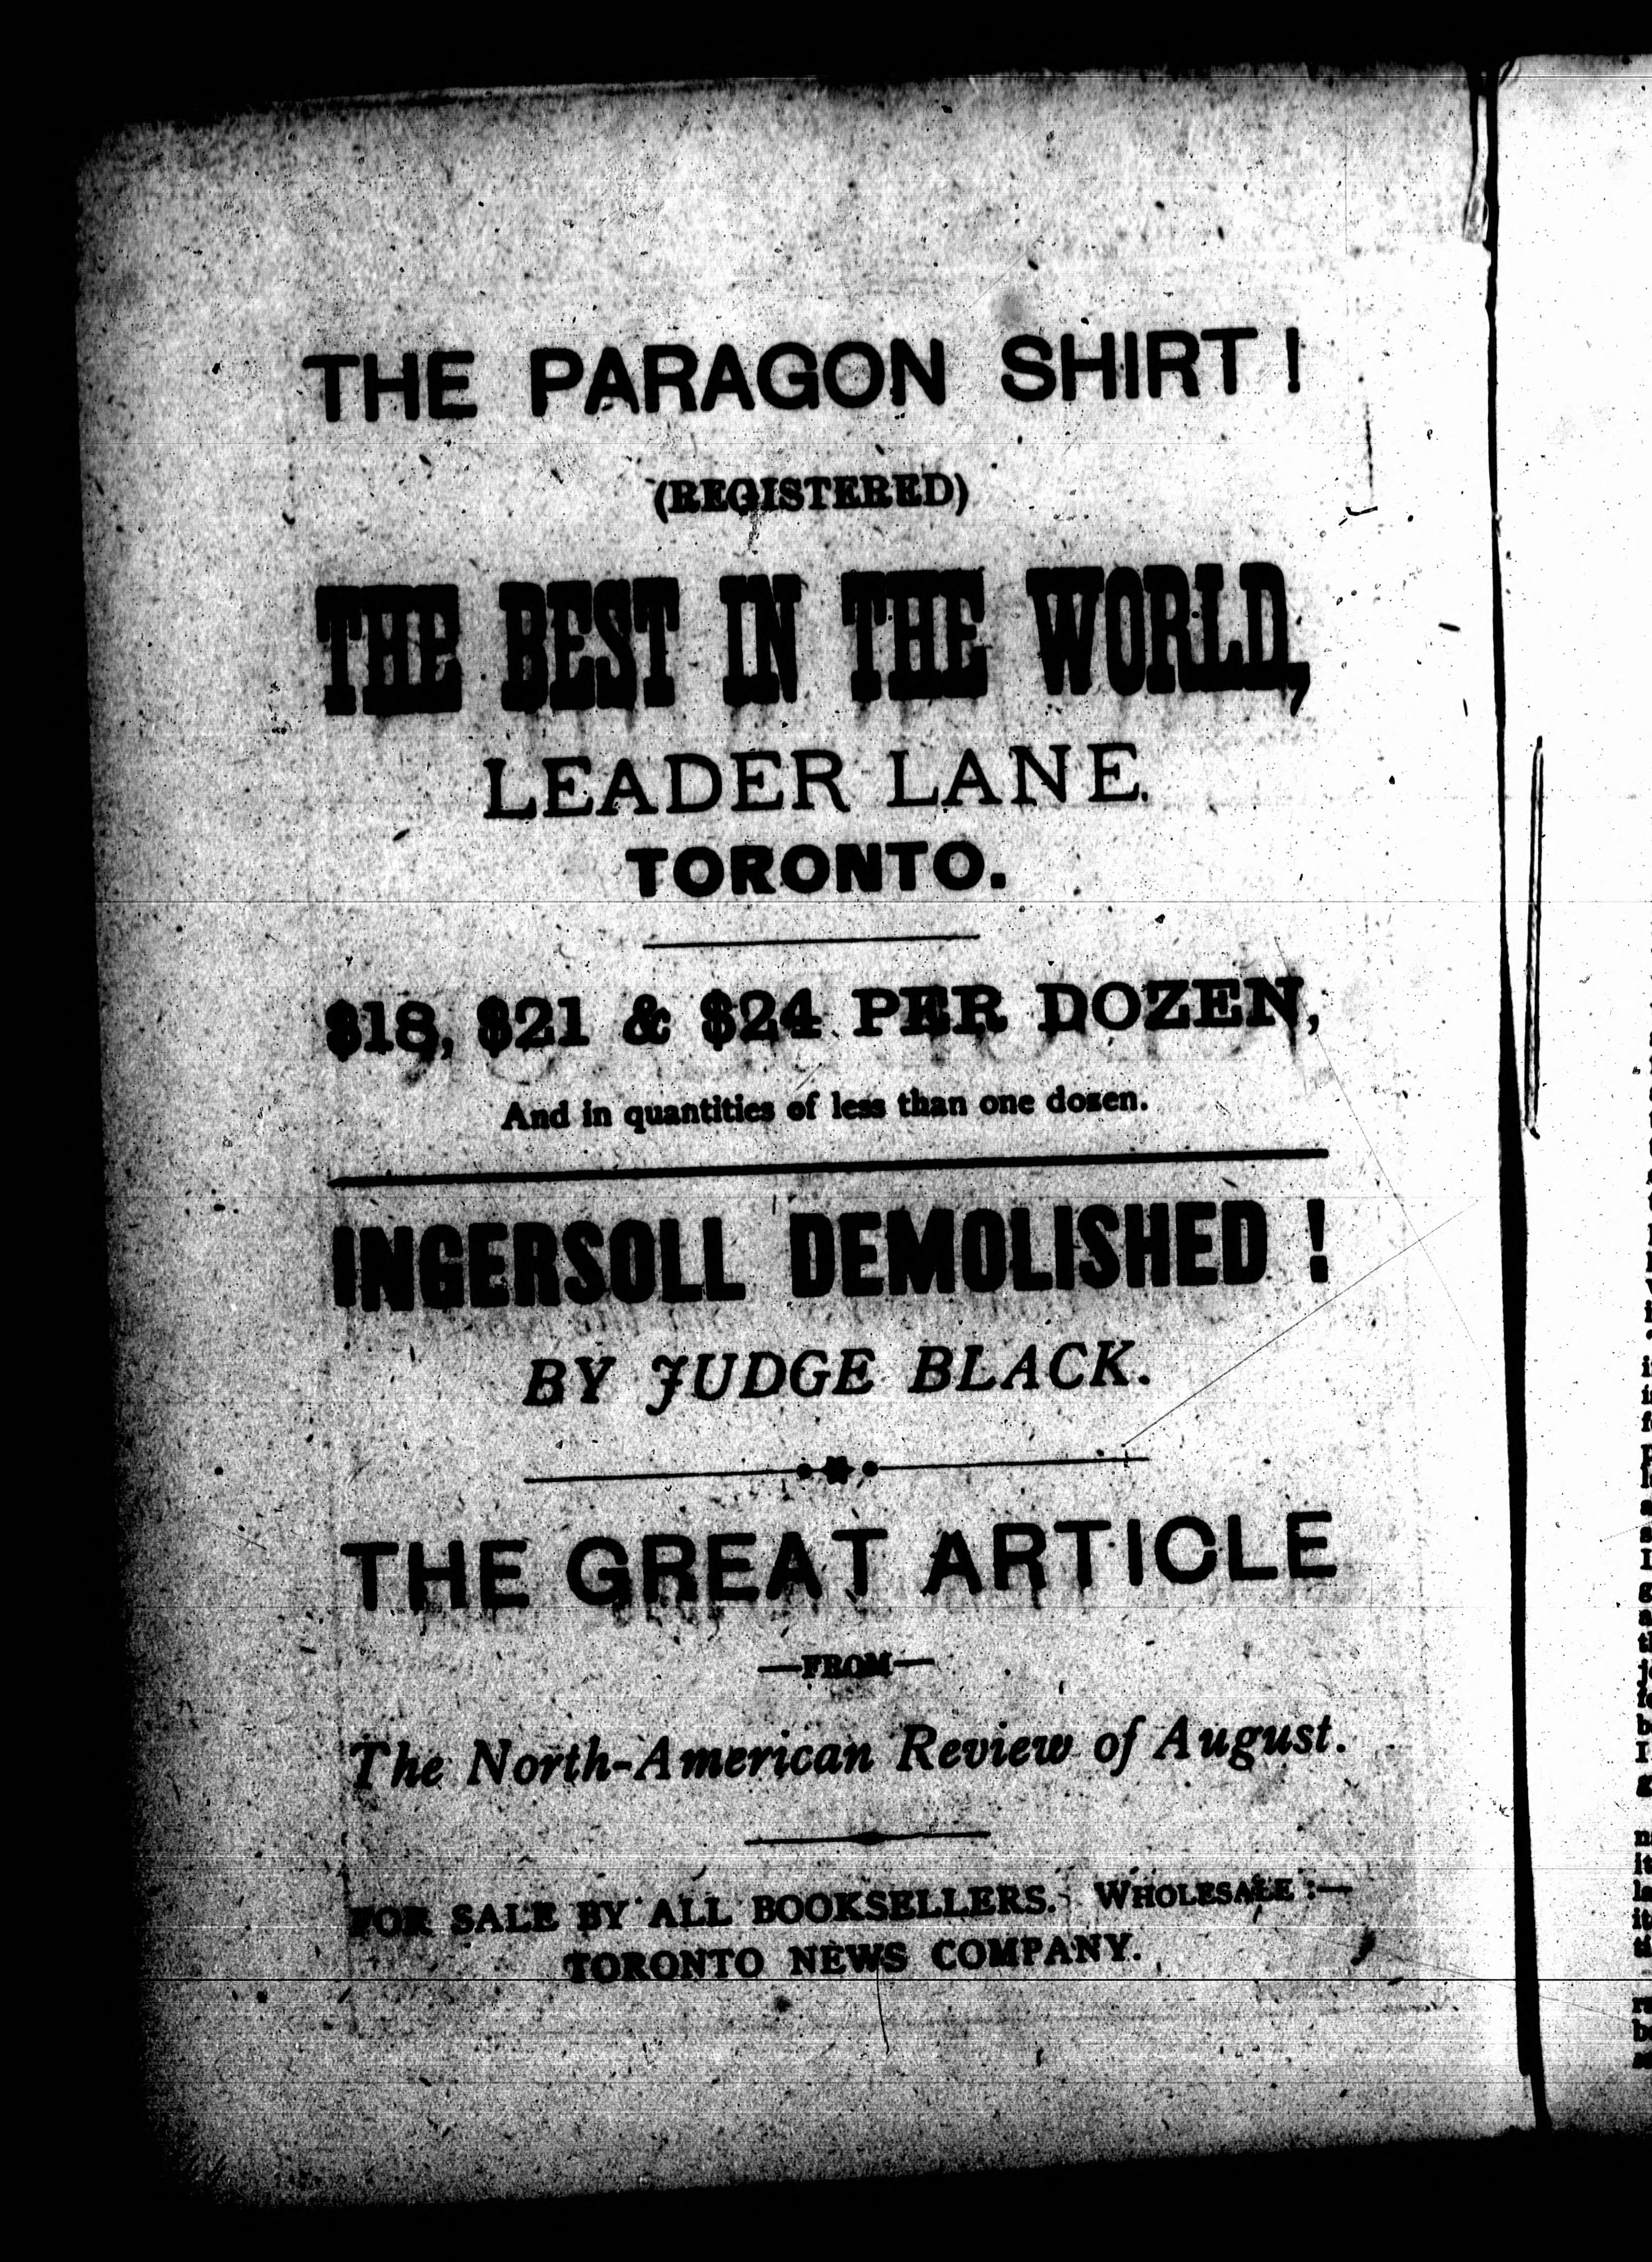 THE PARAGON SHIRT !
(REGISTERED)
THE BEST IN THE WORLD,
LEADER LANE.
TORONTO.
$18, $21 & $24 PER DOZEN,
And in quantities of less than one dozen.
INGERSOLL DEMOLISHED !
BY JUDGE BLACK.
THE GREAT ARTICLE
—FROM—
The North-American Review of August.
FOR SALE BY ALL BOOKSELLERS. WHOLESALE :—
TORONTO NEWS COMPANY.